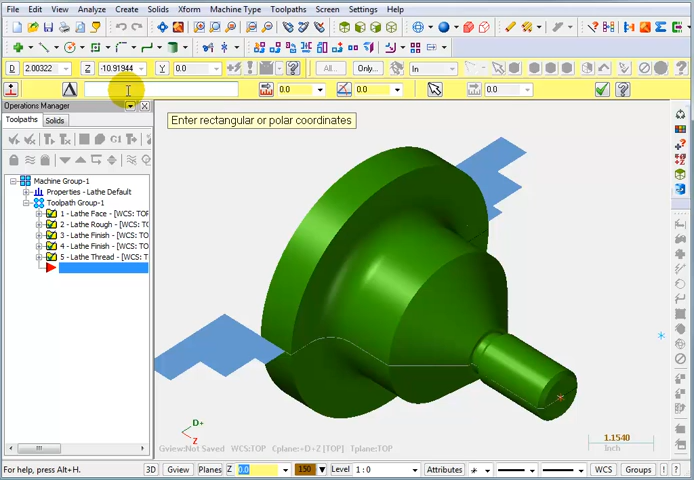 File Edit View Analyze Create Solids Xform Machine Type Toolpaths Screen Settings Help
D 2.00322 Z -10.91944 Y 0.0 All... Only... In
0.0 0.0 0.0
Operations Manager
Toolpaths Solids
Enter rectangular or polar coordinates
G1
Machine Group-1
Properties - Lathe Default
Toolpath Group-1
1 - Lathe Face - [WCS: TOP
2 - Lathe Rough - [WCS: T
3 - Lathe Finish - [WCS: T
4 - Lathe Finish - [WCS: T
5 - Lathe Thread - [WCS: T
D+
Z
1.1540
Inch
Gview:Not Saved WCS:TOP Cplane:+D+Z [TOP] Tplane:TOP
For help, press Alt+H. 3D Gview Planes Z 0.0 150 Level 1 : 0 Attributes WCS Groups ! ?